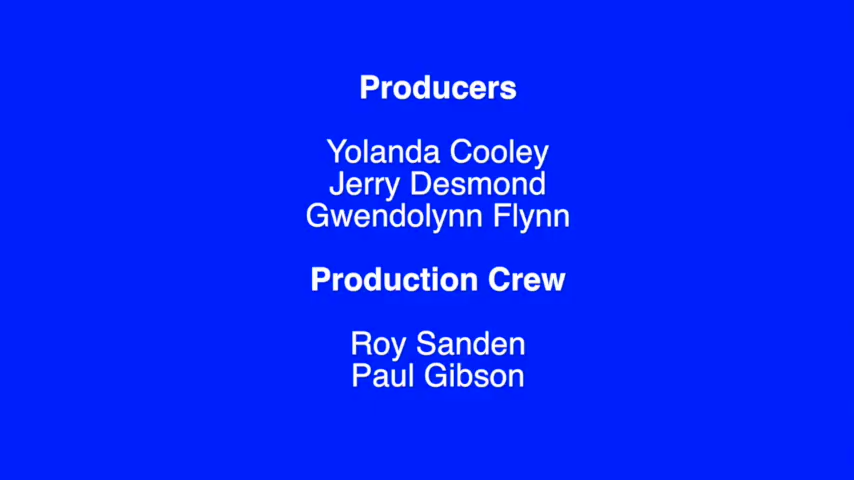 Producers
Yolanda Cooley
Jerry Desmond
Gwendolynn Flynn
Production Crew
Roy Sanden
Paul Gibson